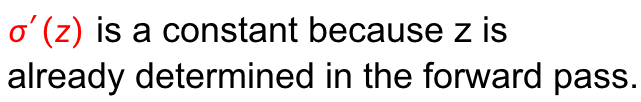 σ′(z) is a constant because z is
already determined in the forward pass.